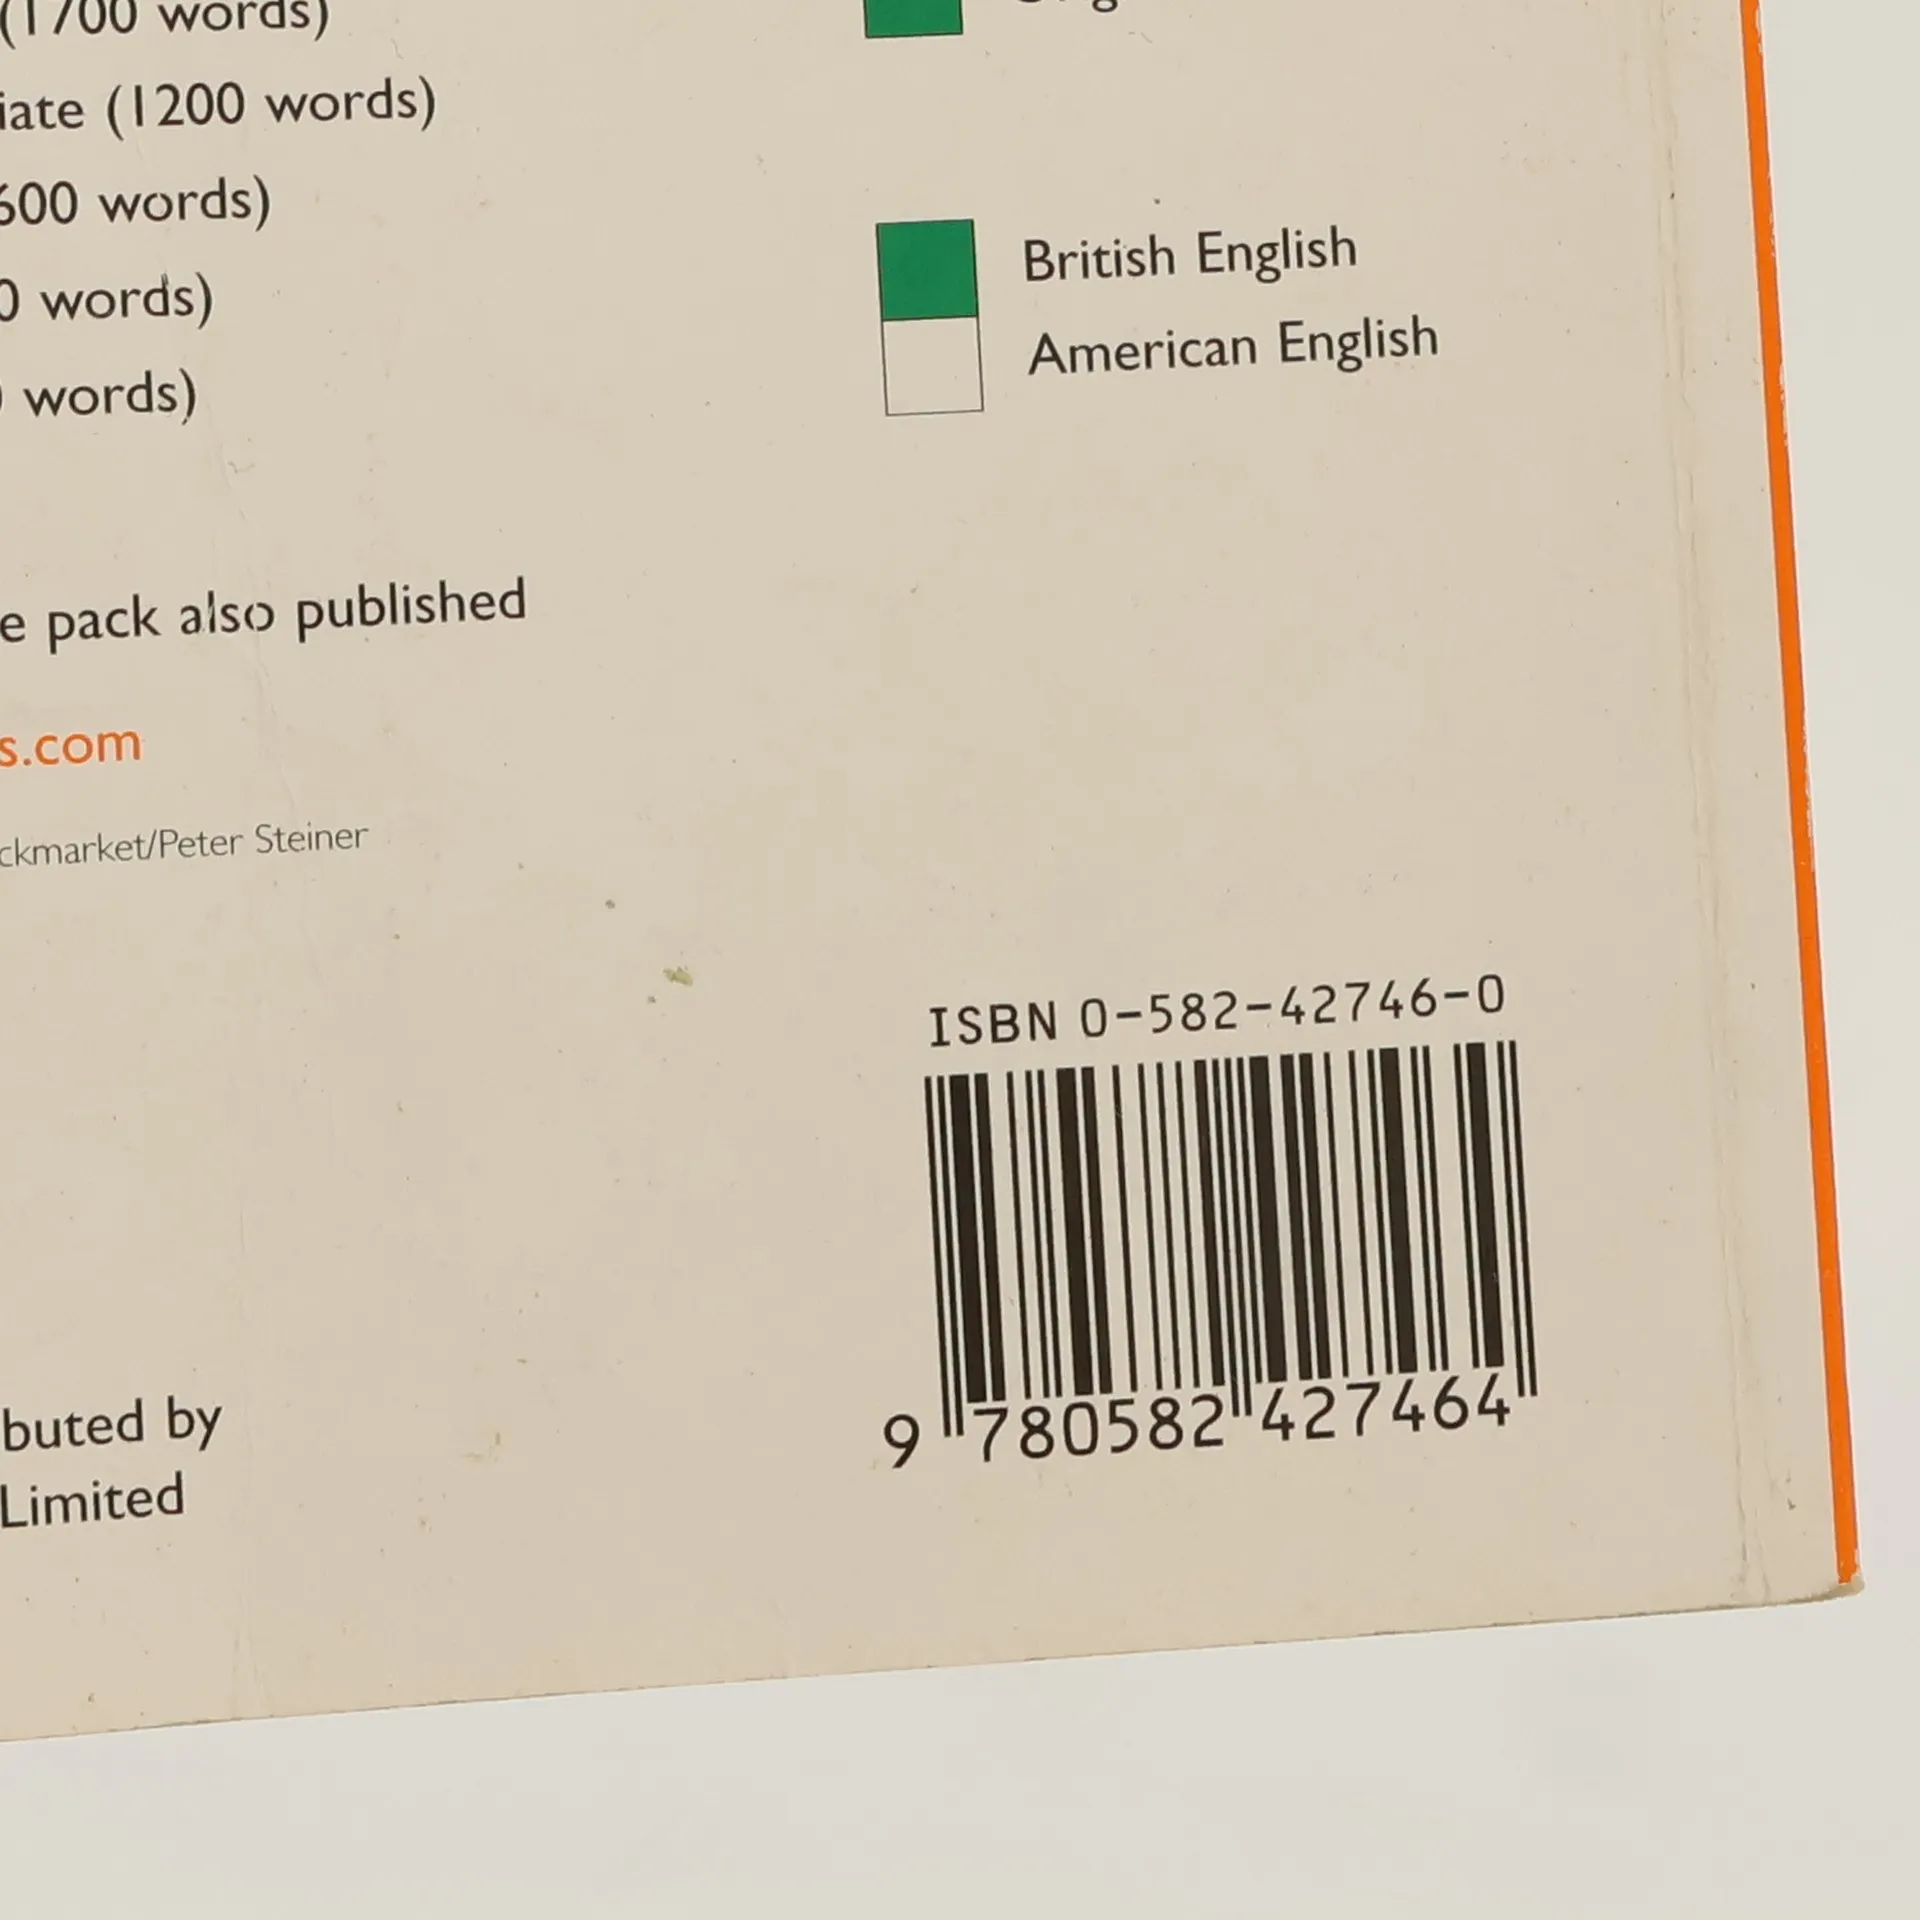 (1700 words)
iate (1200 words)
600 words)
0 words)
words)
British English
American English
e pack also published
s.com
ckmarket/Peter Steiner
ISBN 0-582-42746-0
9 780582 427464
buted by
Limited